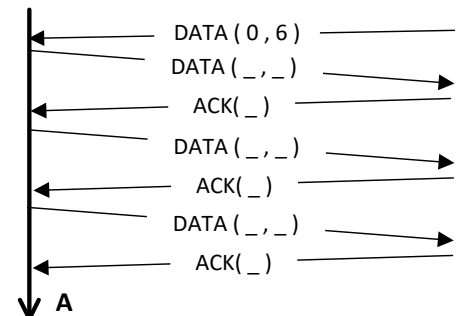 DATA ( 0 , 6 )
DATA ( _ , _ )
ACK( _ )
DATA ( _ , _ )
ACK( _ )
DATA ( _ , _ )
ACK( _ )
A